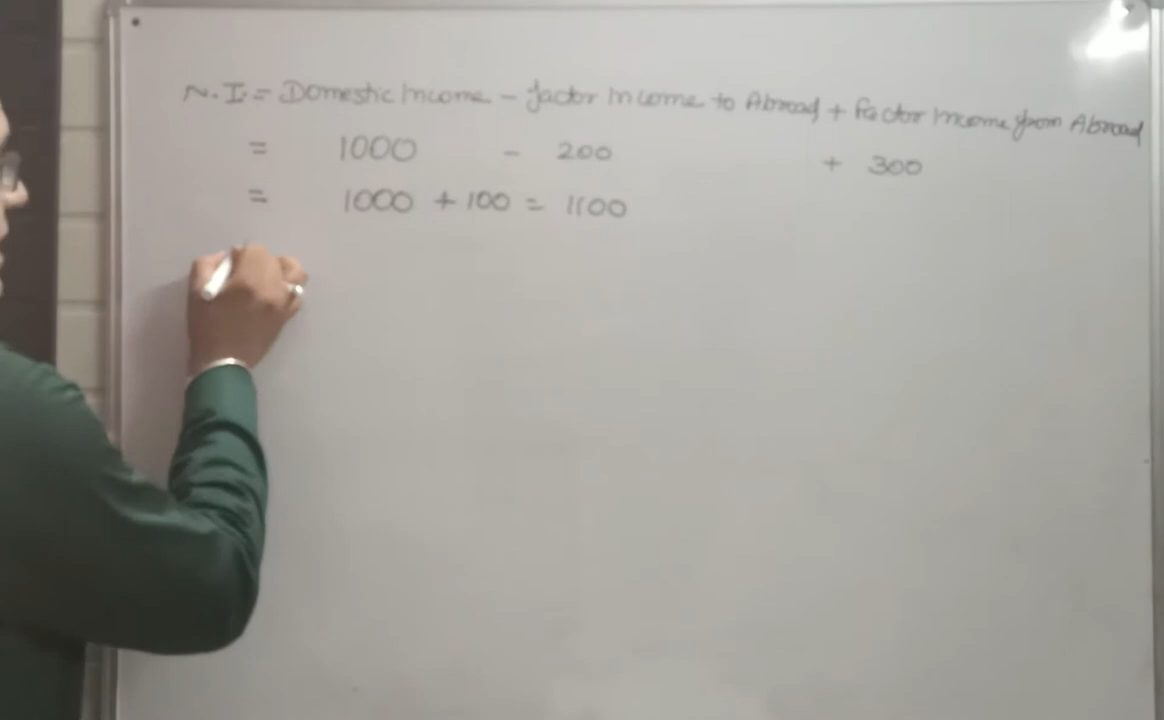 N.I = Domestic Income - factor Income to Abroad + factor Income from Abroad
= 1000 - 200 + 300
= 1000 + 100 = 1100